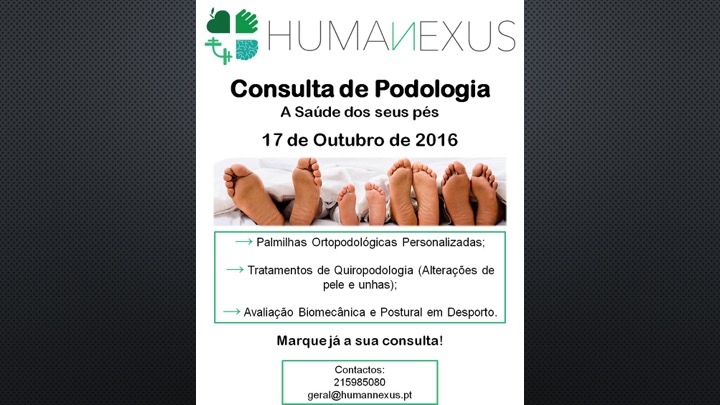 HUMANEXUS
Consulta de Podologia
A Saúde dos seus pés
17 de Outubro de 2016
→ Palmilhas Ortopodológicas Personalizadas;
→ Tratamentos de Quiropodologia (Alterações de
pele e unhas);
→ Avaliação Biomecânica e Postural em Desporto.
Marque já a sua consulta!
Contactos:
215985080
geral@humannexus.pt